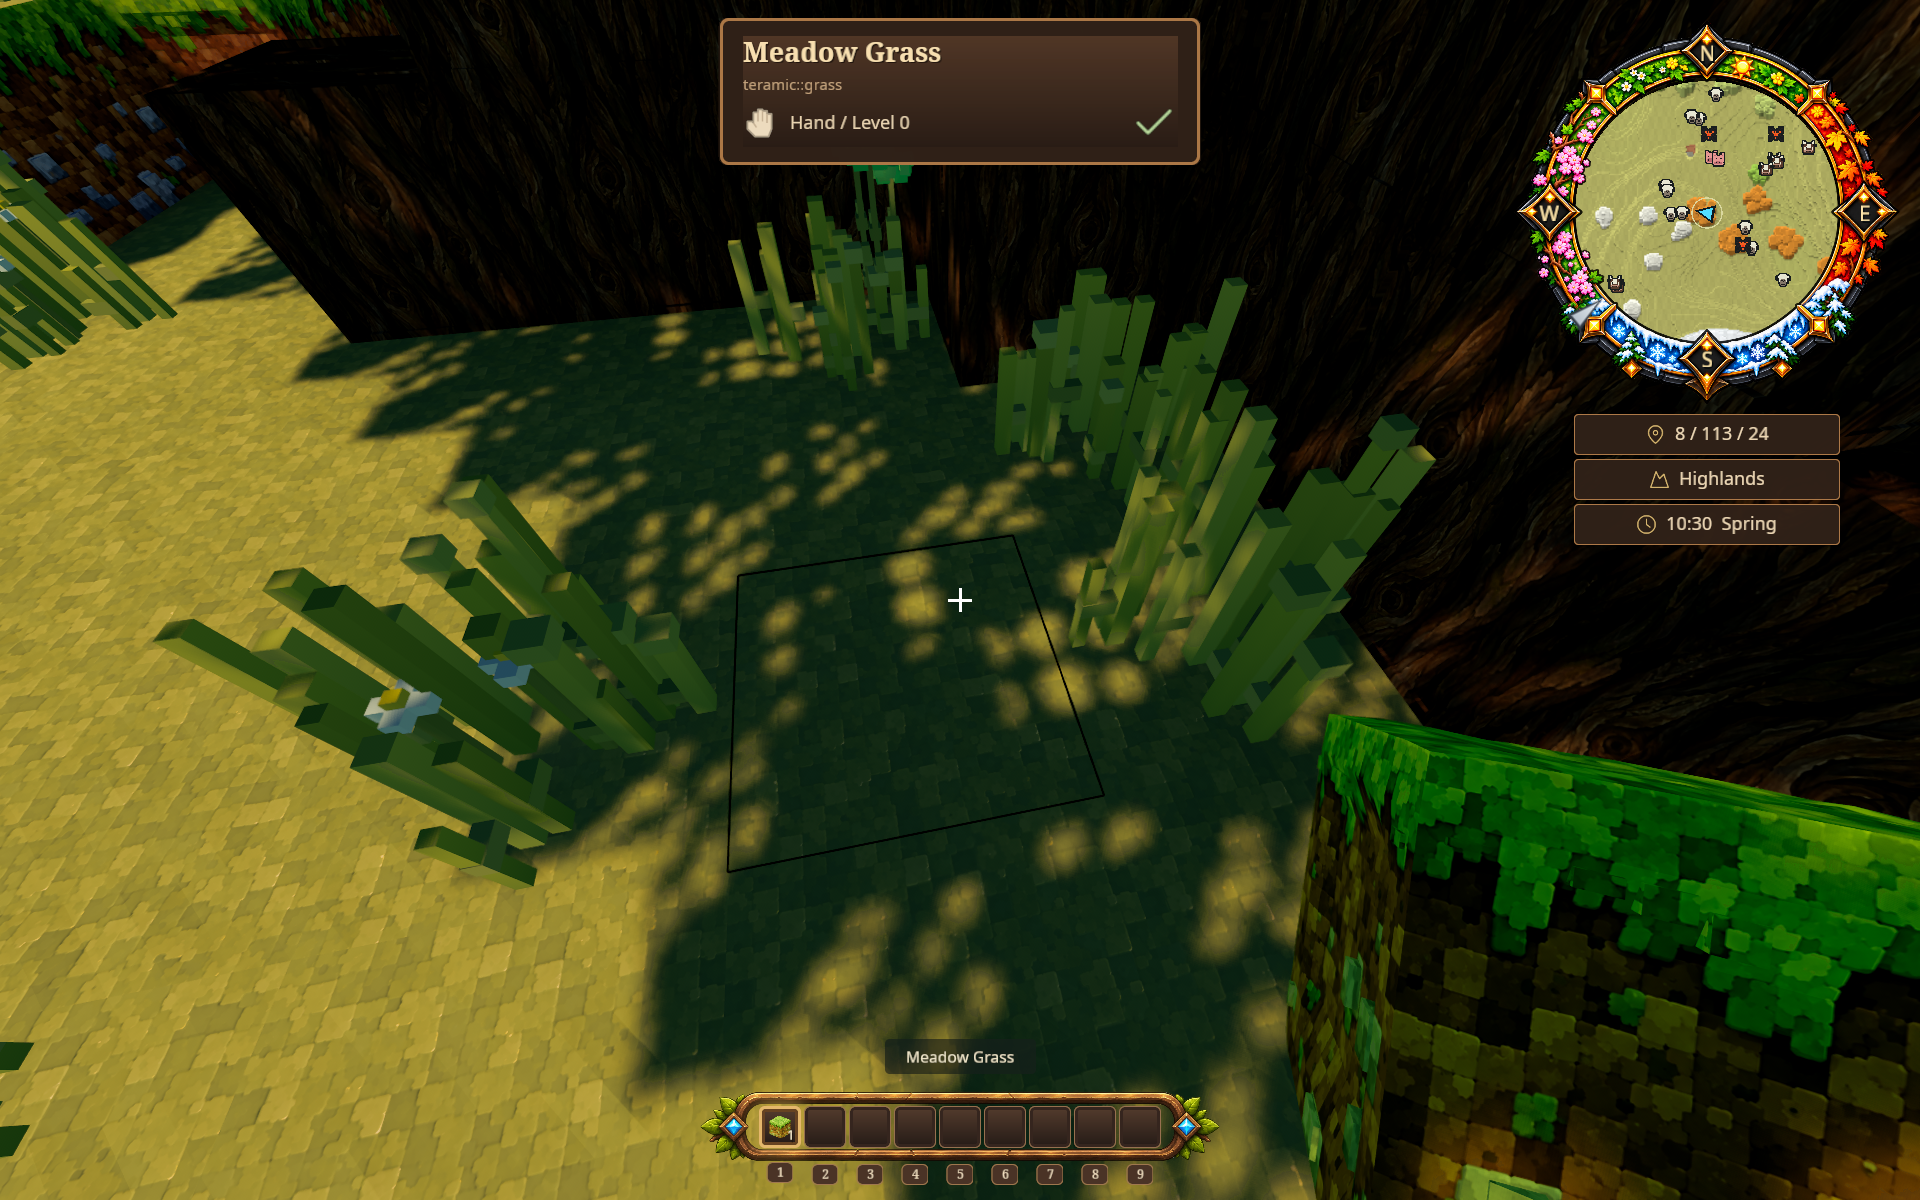 Meadow Grass
teramic::grass
Hand / Level 0
N
W
E
S
8 / 113 / 24
Highlands
10:30 Spring
Meadow Grass
1
1 2 3 4 5 6 7 8 9